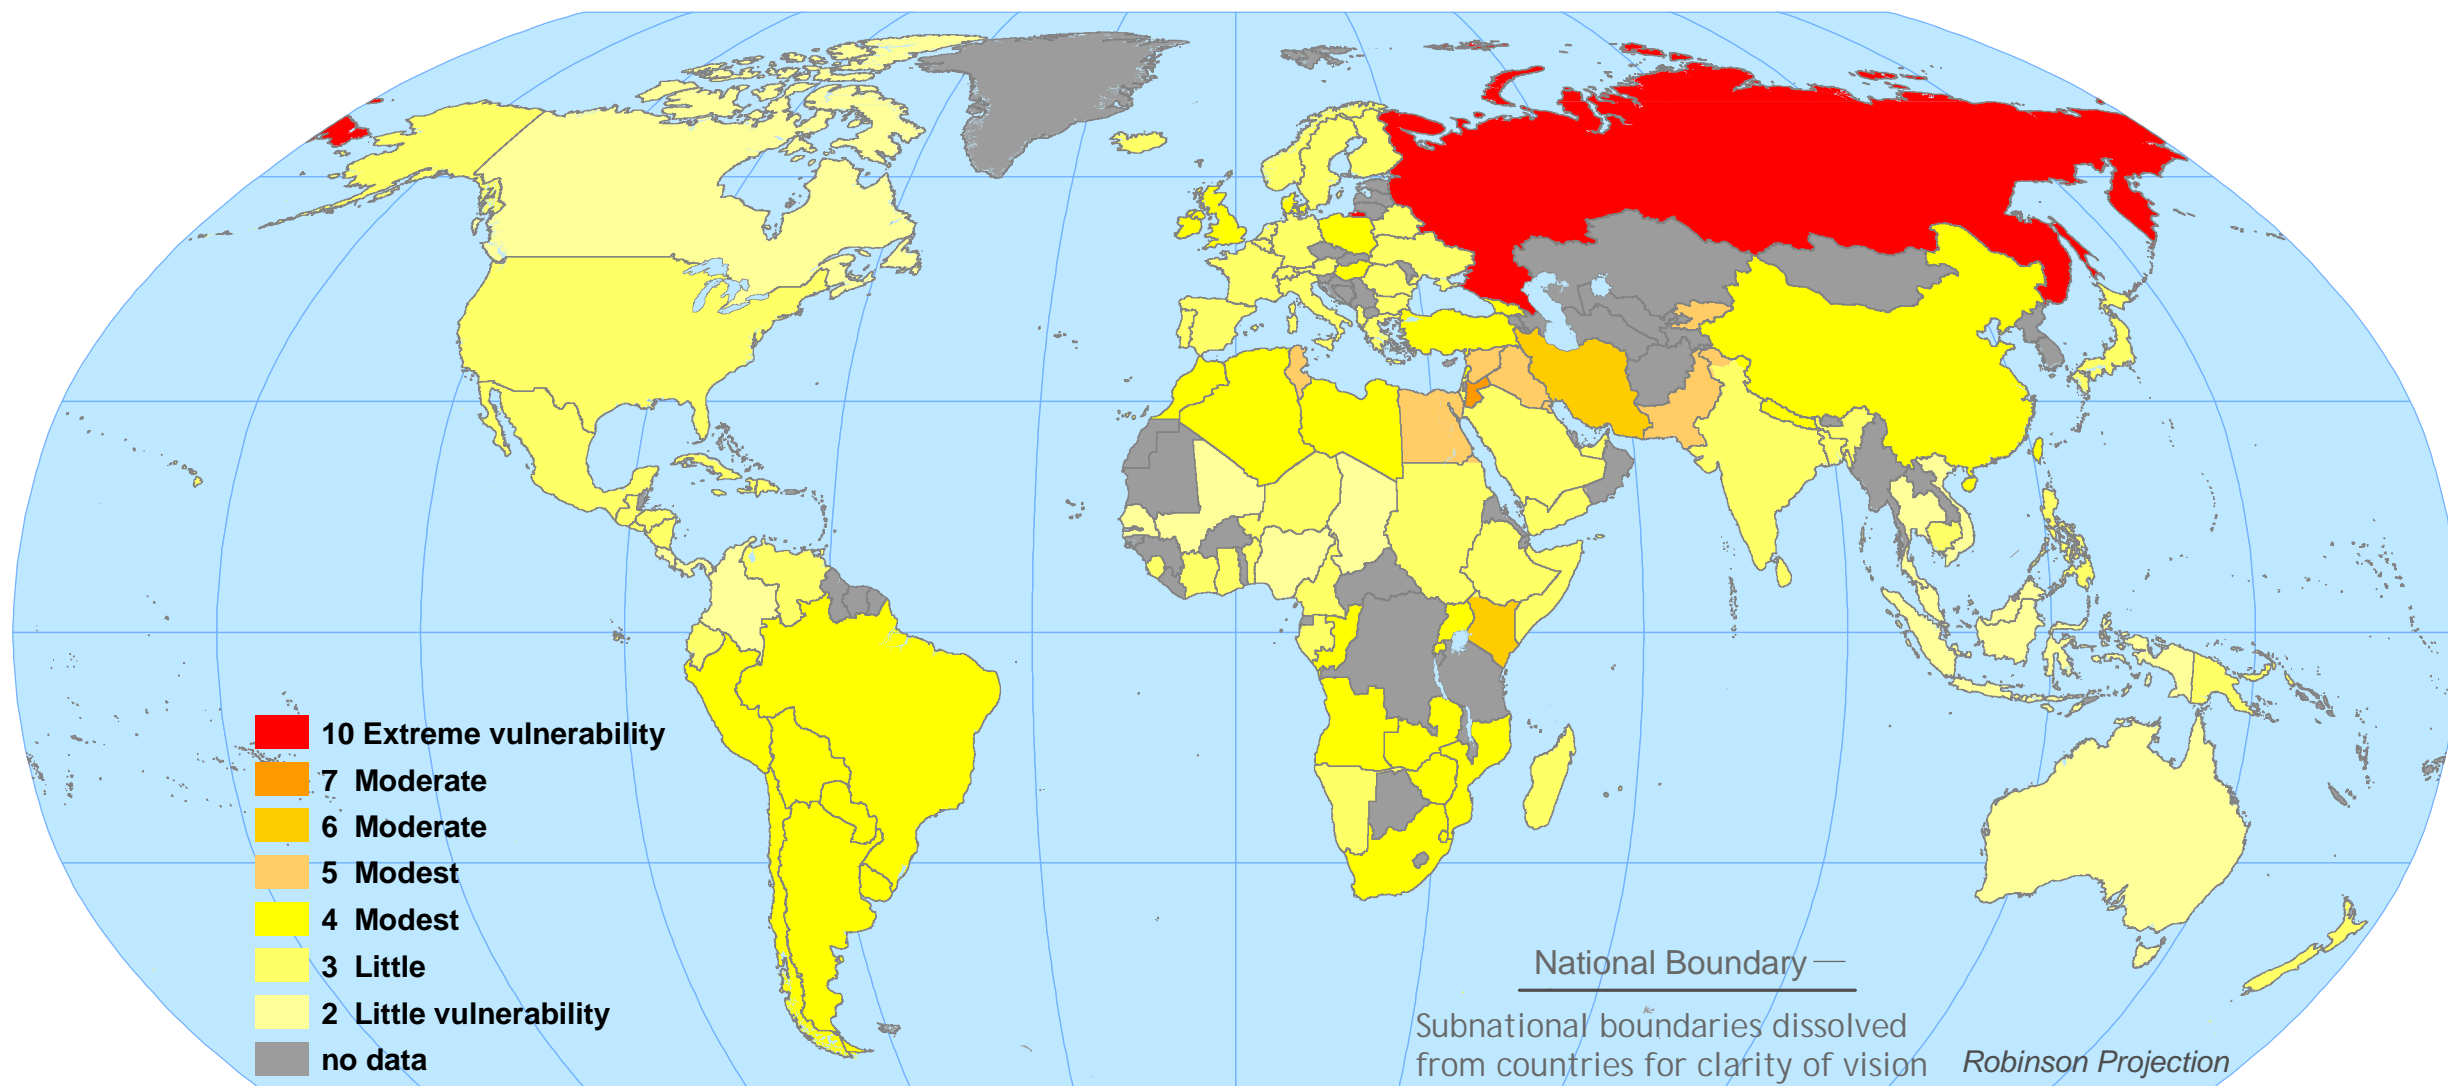 10 Extreme vulnerability
7 Moderate
6 Moderate
5 Modest
4 Modest
3 Little
2 Little vulnerability
no data
National Boundary —
Subnational boundaries dissolved
from countries for clarity of vision
Robinson Projection